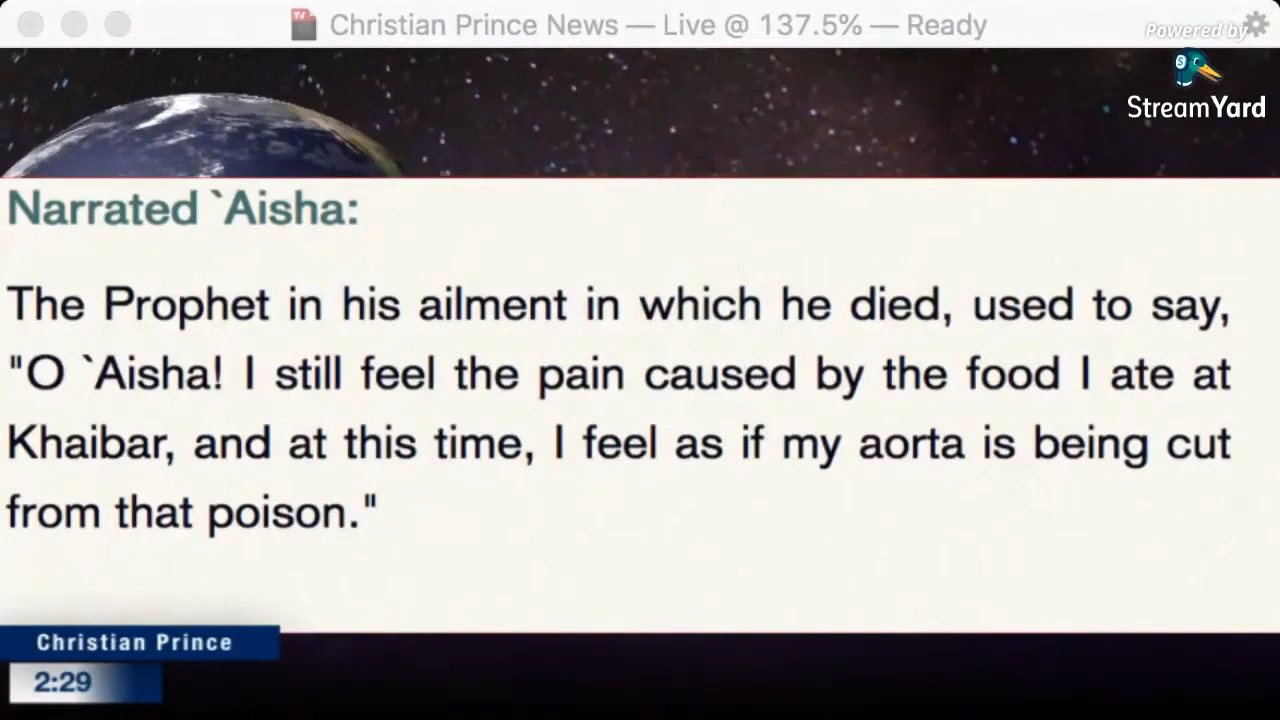 Christian Prince News — Live @ 137.5% — Ready
Powered by
StreamYard
Narrated `Aisha:
The Prophet in his ailment in which he died, used to say,
"O `Aisha! I still feel the pain caused by the food I ate at
Khaibar, and at this time, I feel as if my aorta is being cut
from that poison."
Christian Prince
2:29